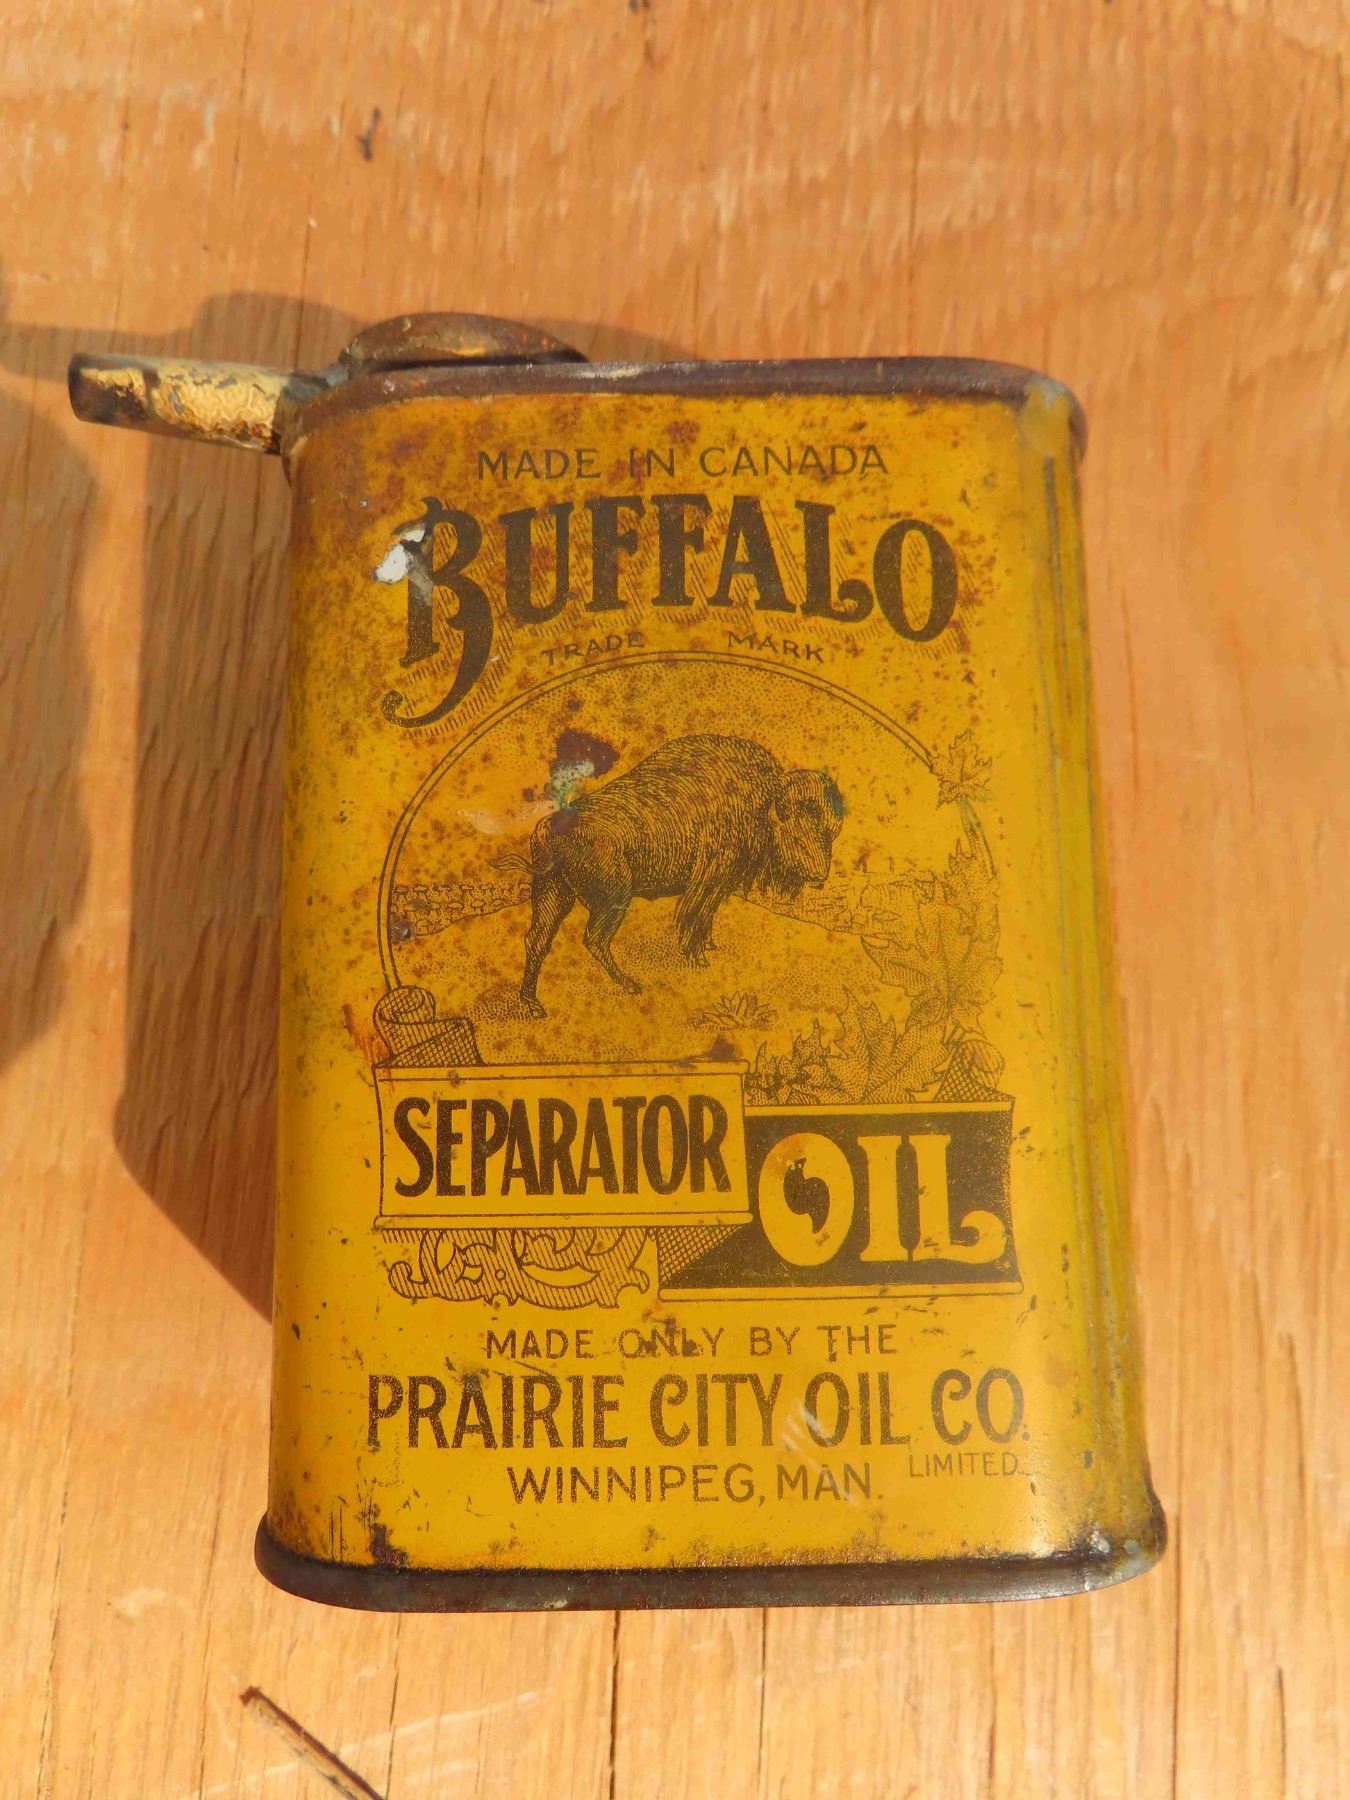 MADE IN CANADA
BUFFALO
TRADE MARK
SEPARATOR
OIL
MADE ONLY BY THE
PRAIRIE CITY OIL CO.
LIMITED.
WINNIPEG, MAN.